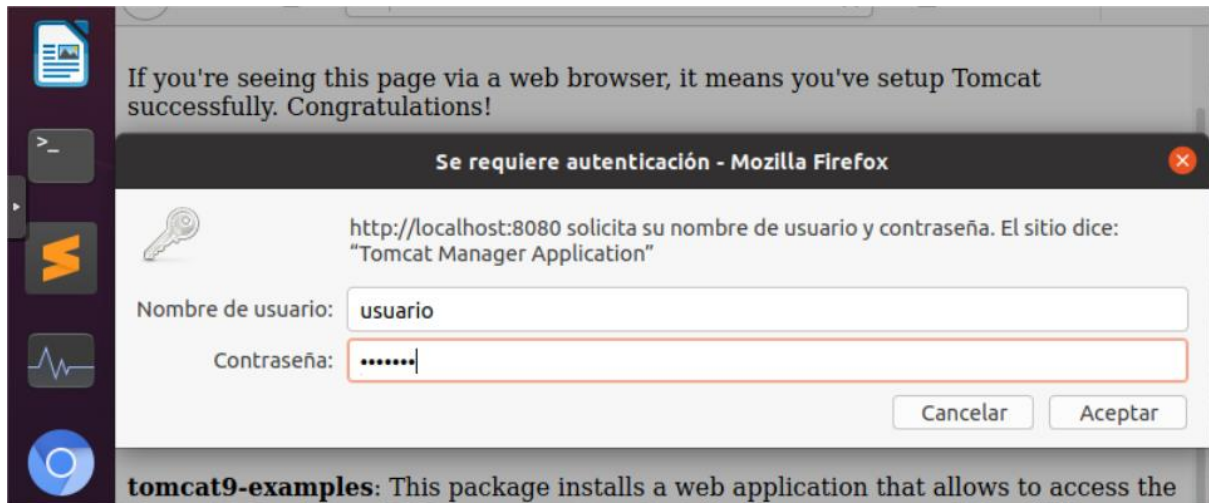 If you're seeing this page via a web browser, it means you've setup Tomcat
successfully. Congratulations!
>_
Se requiere autenticación - Mozilla Firefox
http://localhost:8080 solicita su nombre de usuario y contraseña. El sitio dice:
“Tomcat Manager Application”
Nombre de usuario: usuario
Contraseña: •••••••
Cancelar Aceptar
tomcat9-examples: This package installs a web application that allows to access the